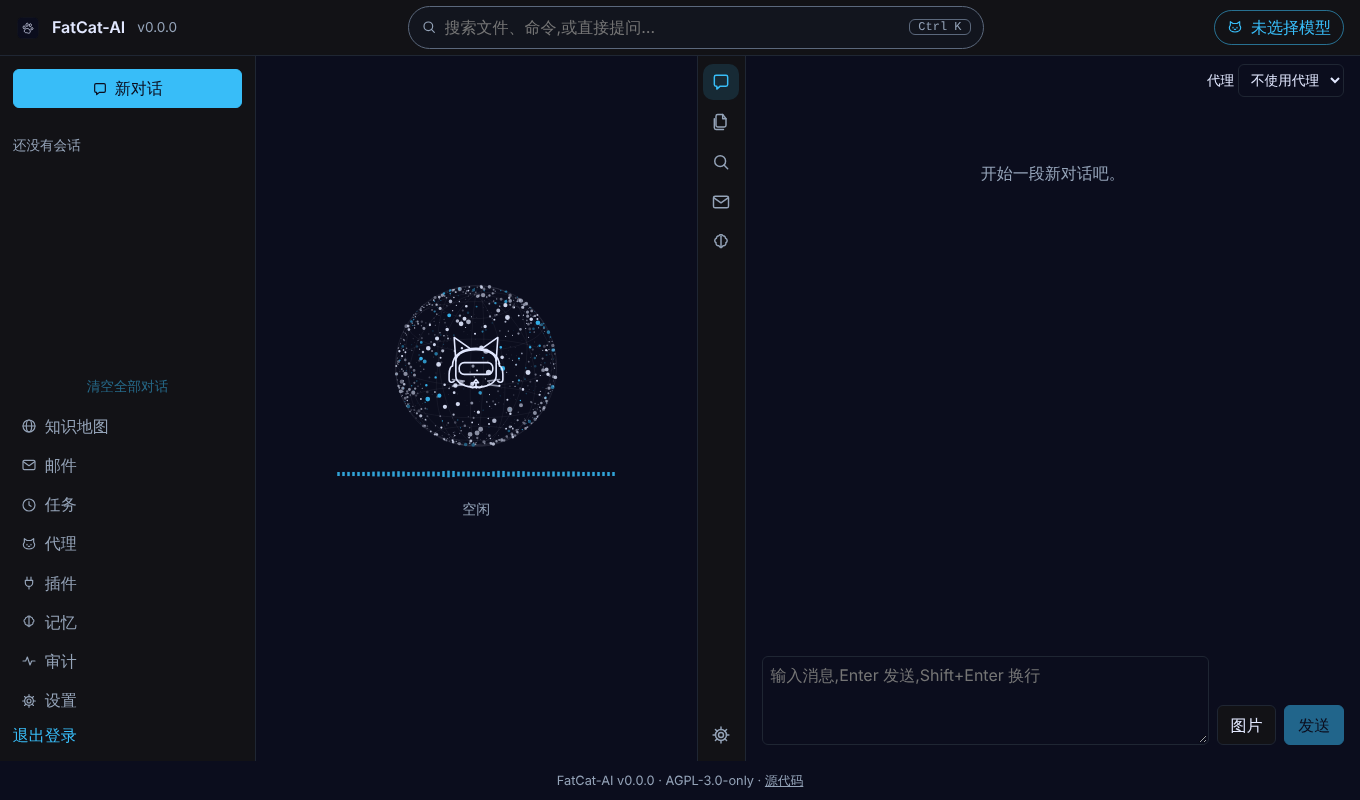 FatCat-AI v0.0.0
搜索文件、命令,或直接提问...
Ctrl K
未选择模型
新对话
还没有会话
清空全部对话
知识地图
邮件
任务
代理
插件
记忆
审计
设置
退出登录
空闲
代理 不使用代理
开始一段新对话吧。
输入消息,Enter 发送,Shift+Enter 换行
图片
发送
FatCat-AI v0.0.0 · AGPL-3.0-only · 源代码